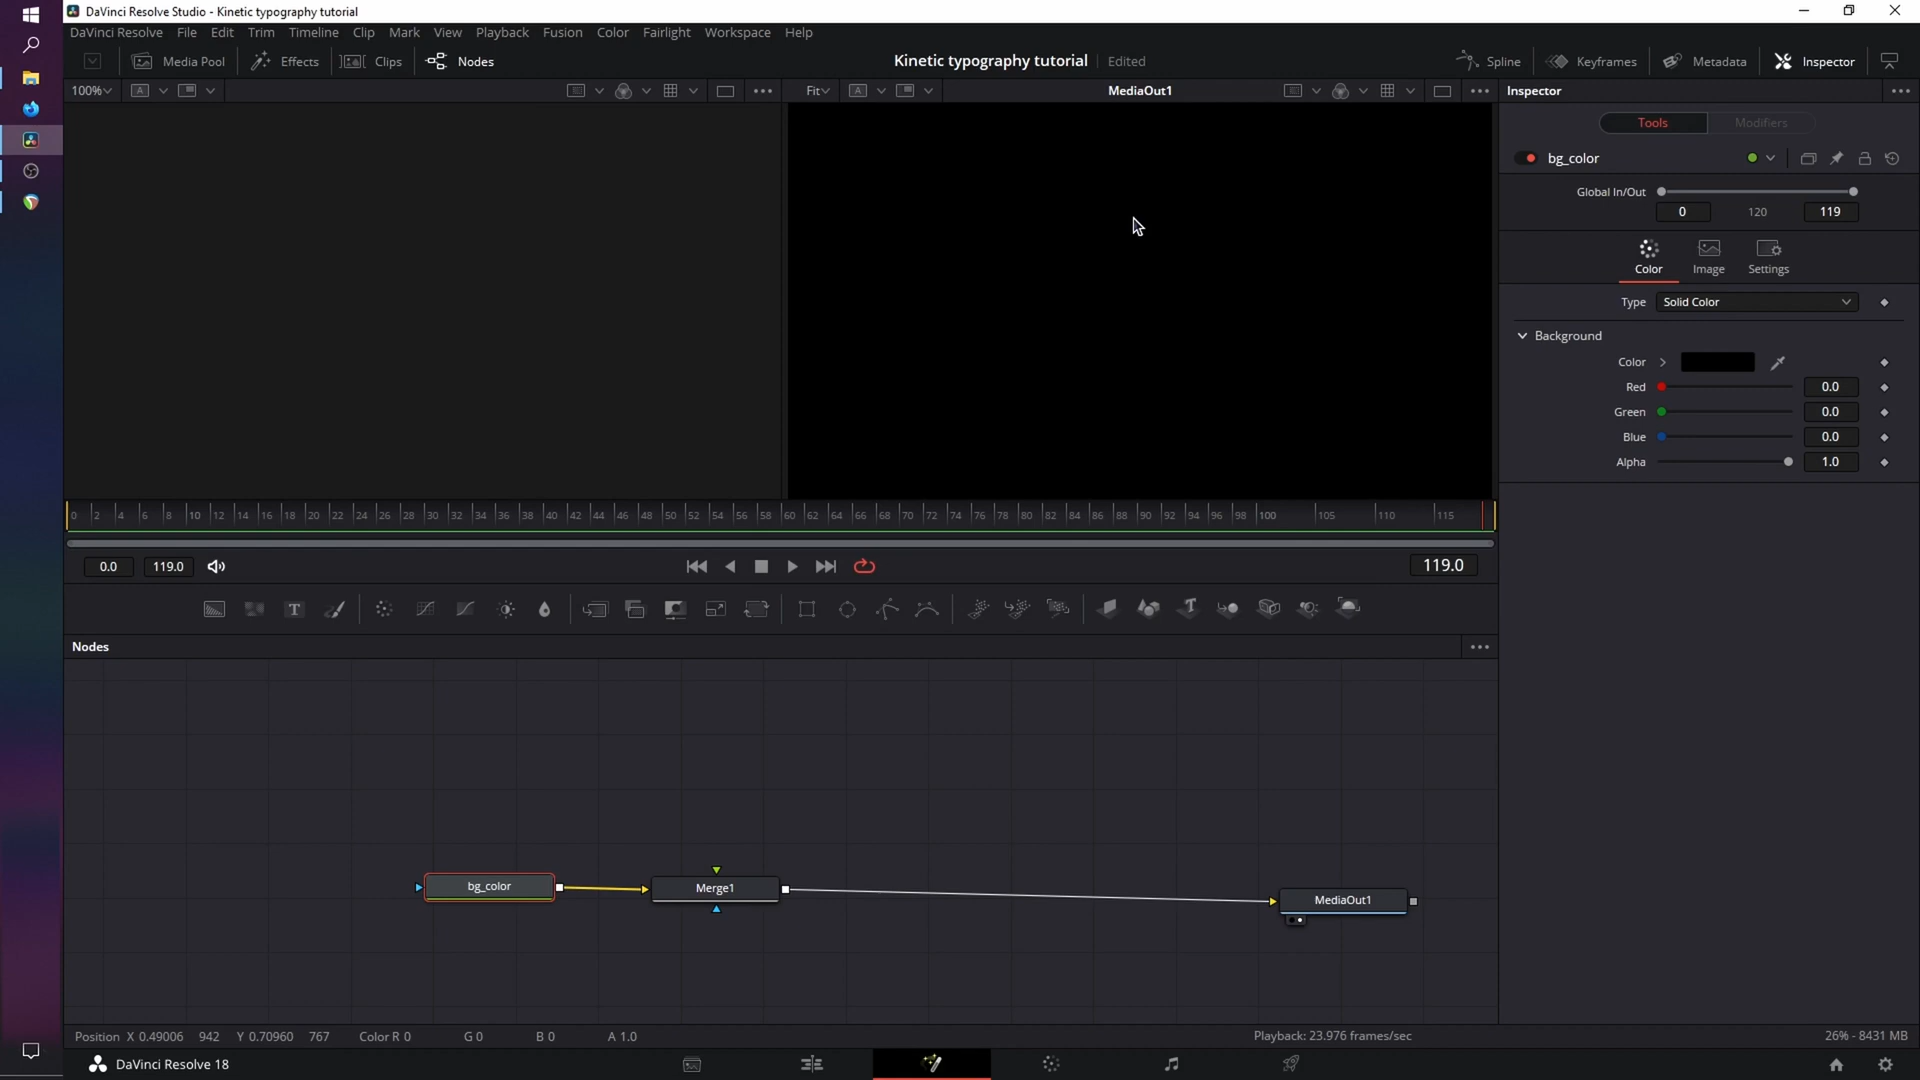 DaVinci Resolve Studio - Kinetic typography tutorial
DaVinci Resolve File Edit Trim Timeline Clip Mark View Playback Fusion Color Fairlight Workspace Help
Media Pool Effects Clips Nodes Kinetic typography tutorial Edited Spline Keyframes Metadata Inspector
100% A Fit A MediaOut1 Inspector
Tools Modifiers
bg_color
Global In/Out
0 120 119
Color Image Settings
Type Solid Color
Background
Color
Red 0.0
Green 0.0
Blue 0.0
Alpha 1.0
0 2 4 6 8 10 12 14 16 18 20 22 24 26 28 30 32 34 36 38 40 42 44 46 48 50 52 54 56 58 60 62 64 66 68 70 72 74 76 78 80 82 84 86 88 90 92 94 96 98 100 105 110 115
0.0 119.0 119.0
T T
Nodes
bg_color Merge1 MediaOut1
Position X 0.49006 942 Y 0.70960 767 Color R 0 G 0 B 0 A 1.0 Playback: 23.976 frames/sec 26% - 8431 MB
DaVinci Resolve 18